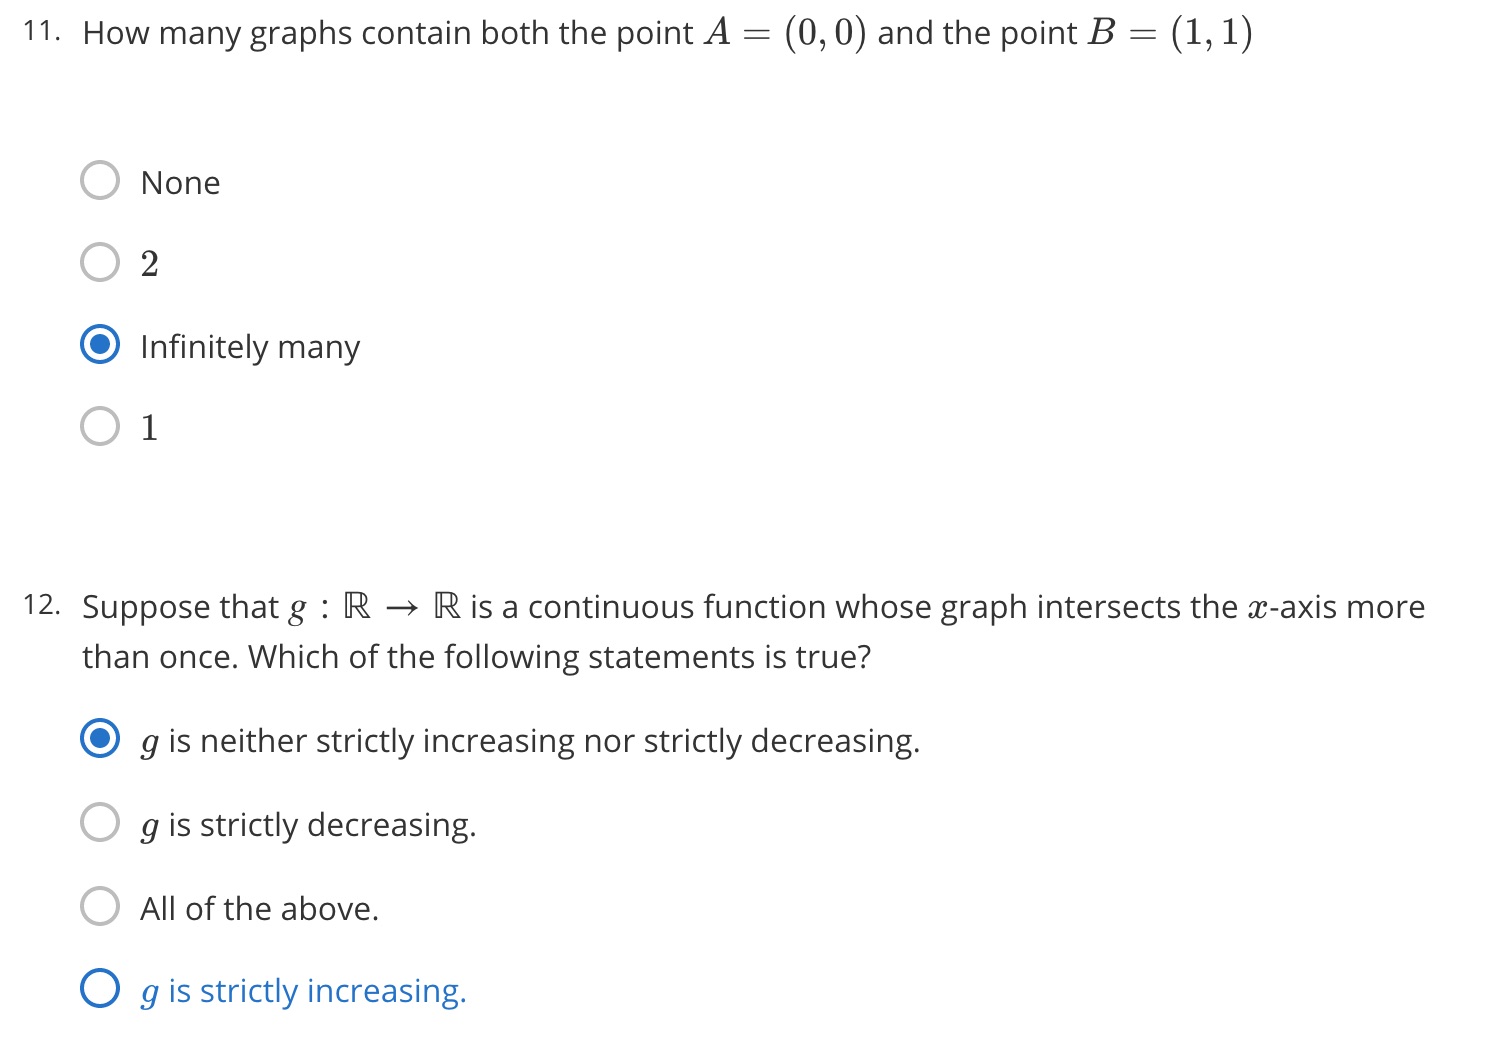 11. How many graphs contain both the point A = (0, 0) and the point B = (1, 1)
None
2
Infinitely many
1
12. Suppose that g : ℝ → ℝ is a continuous function whose graph intersects the x-axis more
than once. Which of the following statements is true?
g is neither strictly increasing nor strictly decreasing.
g is strictly decreasing.
All of the above.
g is strictly increasing.